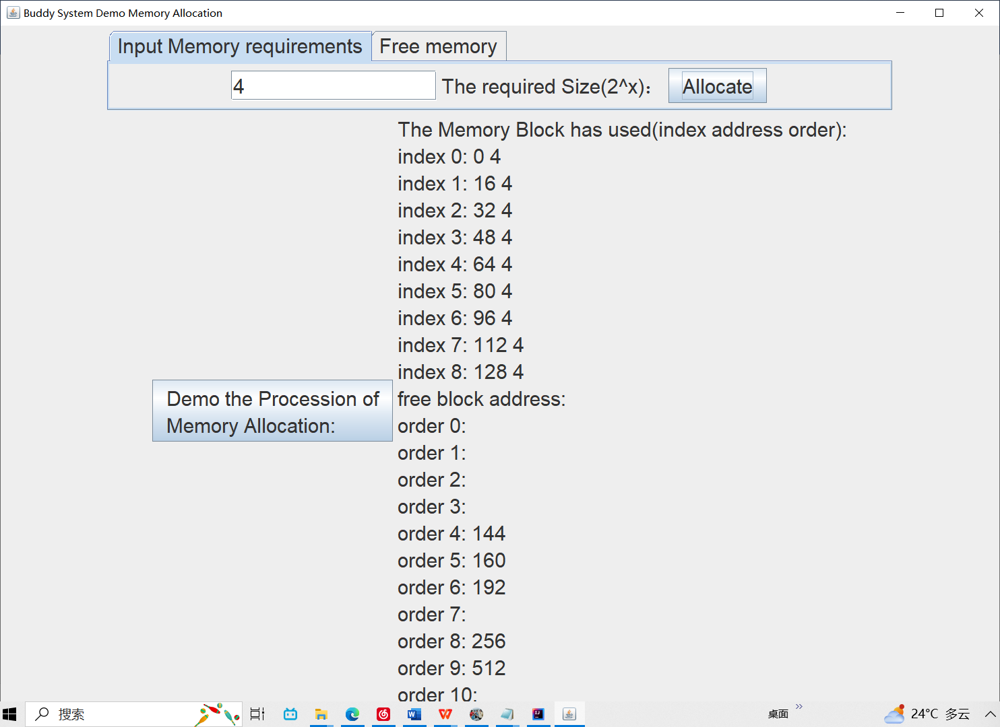 Buddy System Demo Memory Allocation
Input Memory requirements
Free memory
4
The required Size(2^x)：
Allocate
The Memory Block has used(index address order):
index 0: 0 4
index 1: 16 4
index 2: 32 4
index 3: 48 4
index 4: 64 4
index 5: 80 4
index 6: 96 4
index 7: 112 4
index 8: 128 4
Demo the Procession of
Memory Allocation:
free block address:
order 0:
order 1:
order 2:
order 3:
order 4: 144
order 5: 160
order 6: 192
order 7:
order 8: 256
order 9: 512
order 10:
搜索
桌面
24°C 多云